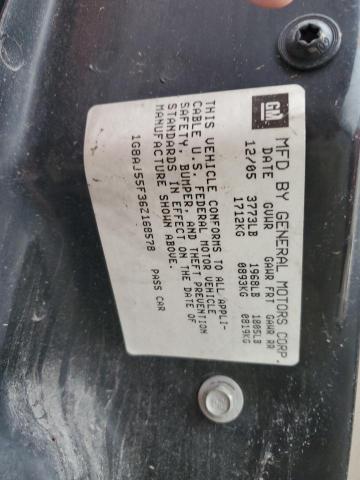 GM
MFD BY GENERAL MOTORS CORP.
DATE GVWR GAWR FRT GAWR RR
12/05 3773LB 1968LB 1805LB
1712KG 0893KG 0819KG
THIS VEHICLE CONFORMS TO ALL APPLI-
CABLE U.S. FEDERAL MOTOR VEHICLE
SAFETY, BUMPER, AND THEFT PREVENTION
STANDARDS IN EFFECT ON THE DATE OF
MANUFACTURE SHOWN ABOVE.
1G8AJ55F36Z168578 PASS CAR